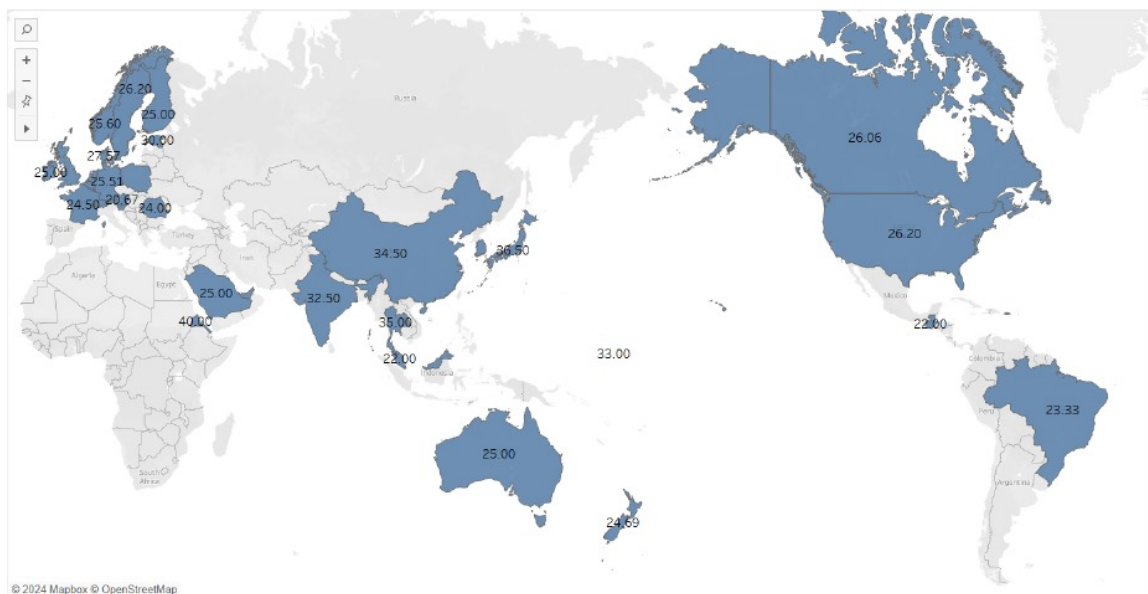 Russia
26.20
25.60
25.00
30.00
27.57
25.00
25.51
24.50
20.67
24.00
26.06
26.20
Spain
Turkey
Iran
34.50
36.50
Algeria
Egypt
25.00
32.50
40.00
35.00
22.00
Indonesia
33.00
Mexico
22.00
Colombia
Peru
23.33
25.00
South
Africa
Argentina
24.69
© 2024 Mapbox © OpenStreetMap